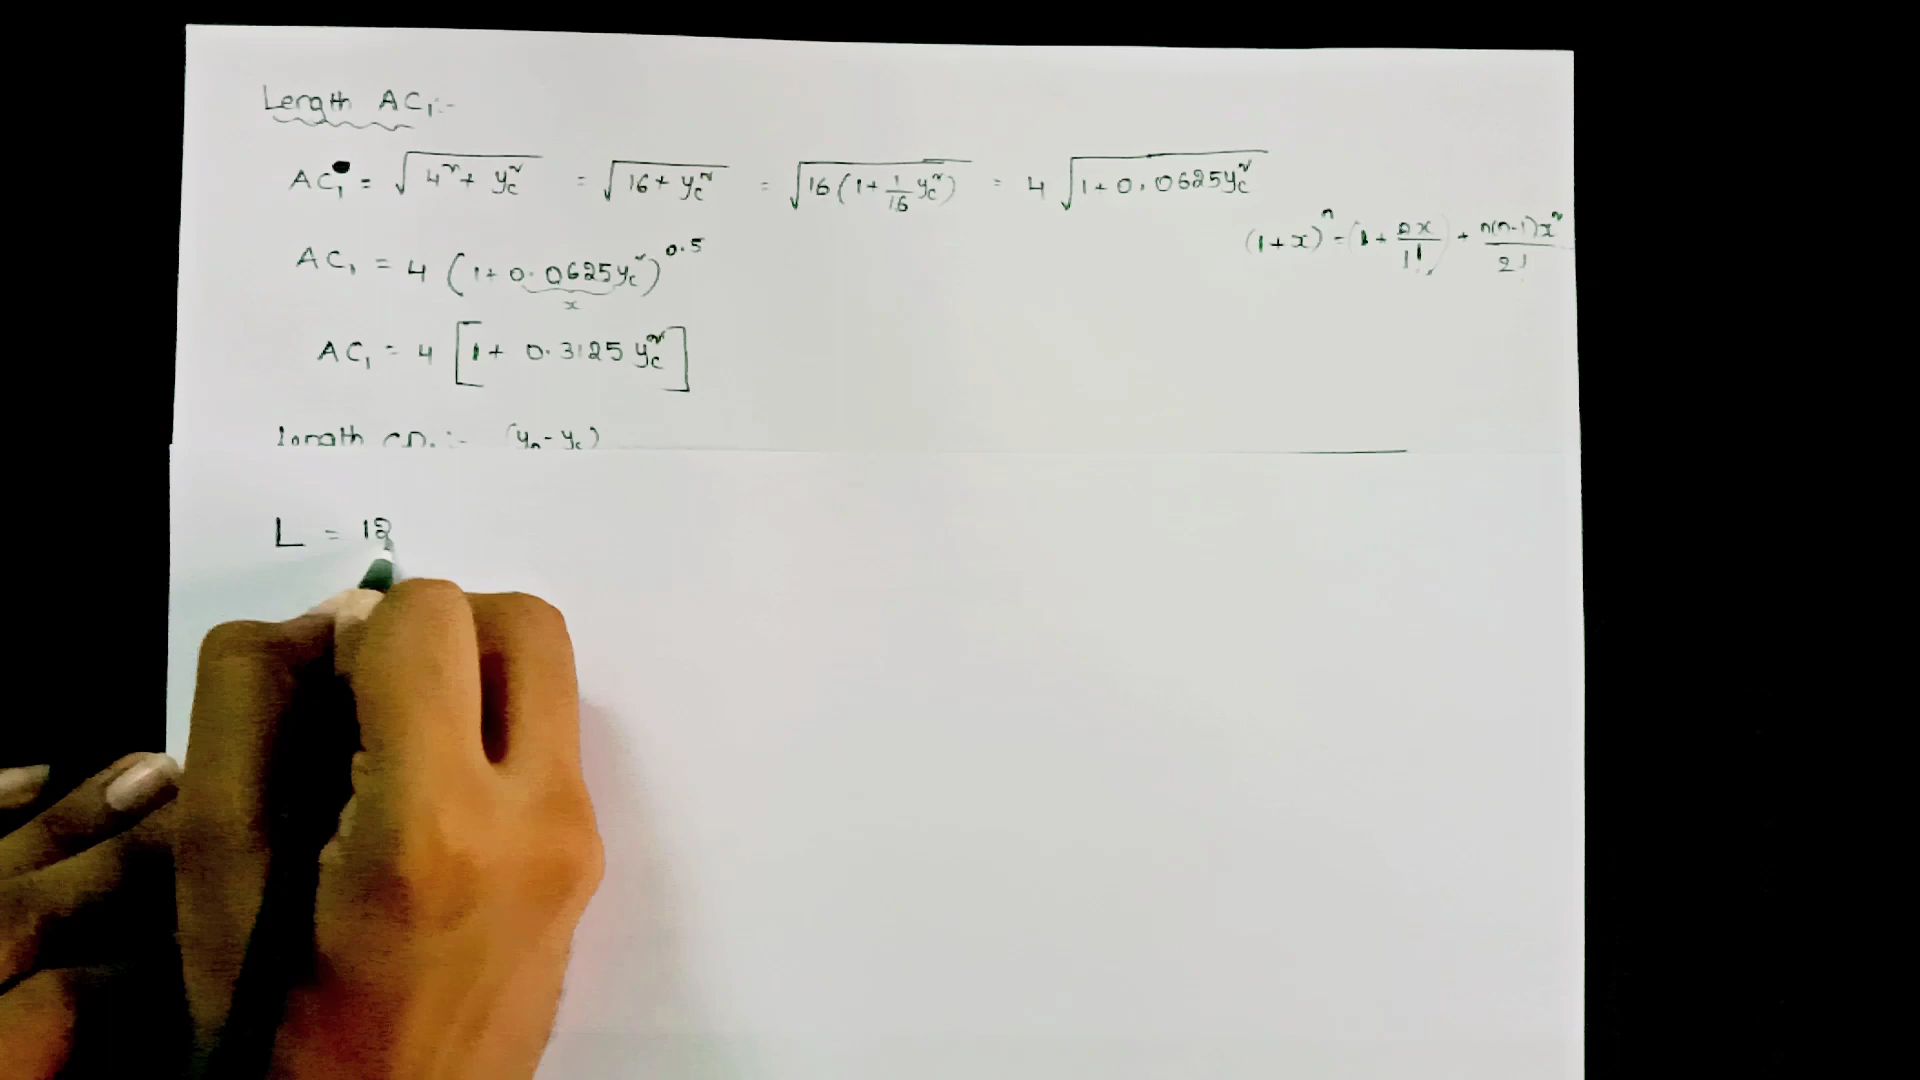 Length AC₁:-
AC₁ = √(4² + y_c²) = √(16 + y_c²) = √(16(1 + 1/16 y_c²)) = 4 √(1 + 0.0625y_c²)
(1+x)ⁿ = (1 + nx/1!) + n(n-1)x²/2!
AC₁ = 4 (1 + 0.0625y_c²)^0.5
x
AC₁ = 4 [1 + 0.3125 y_c²]
Length CD :- (y_D - y_c)
L = 12